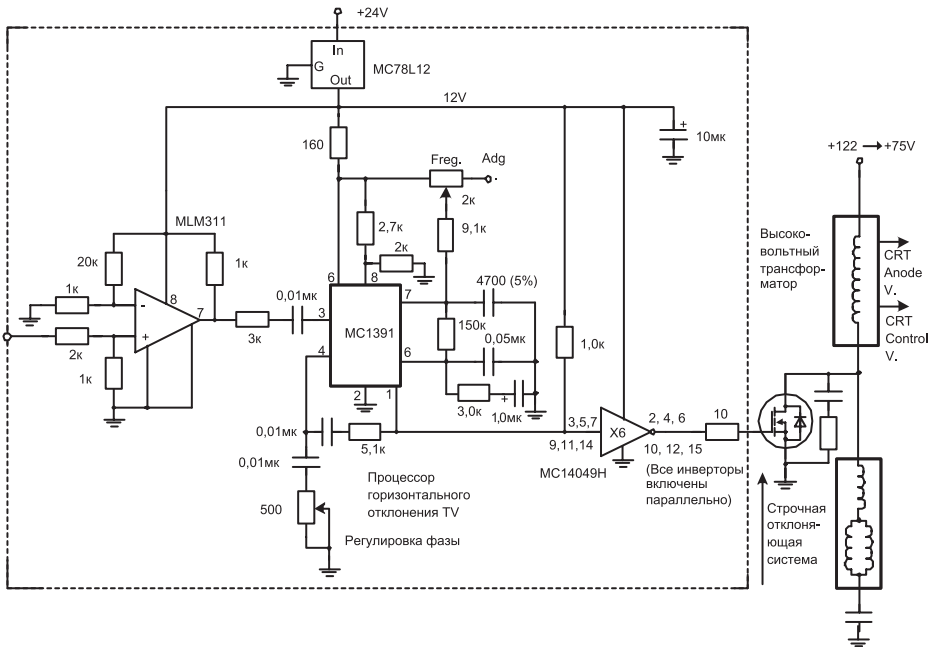 +24V
In
G
Out
MC78L12
12V
+
10мк
160
Freg.
Adg
2к
+122 → +75V
MLM311
2,7к
9,1к
2к
20к
1к
Высоко-
вольтный
трансфор-
матор
CRT
Anode
V.
CRT
Control
V.
1к
8
7
-
+
0,01мк
3к
2к
1к
6
8
3
4
MC1391
7
6
2
1
4700 (5%)
150к
0,05мк
3,0к
+
1,0мк
1,0к
0,01мк
5,1к
0,01мк
500
3,5,7
9,11,14
X6
2, 4, 6
10, 12, 15
10
MC14049H
(Все инверторы
включены
параллельно)
Процессор
горизонтального
отклонения TV
Регулировка фазы
Строчная
отклоня-
ющая
система